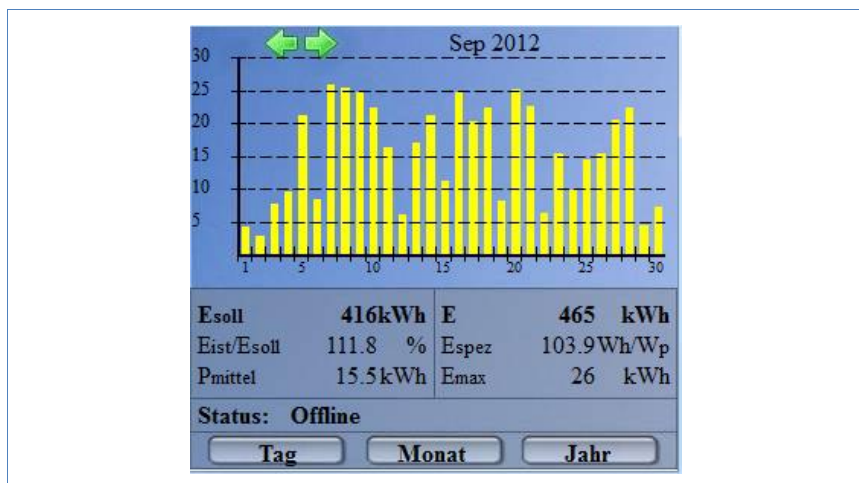 Sep 2012
30
25
20
15
10
5
1 5 10 15 20 25 30
Esoll 416kWh E 465 kWh
Eist/Esoll 111.8 % Espez 103.9Wh/Wp
Pmittel 15.5kWh Emax 26 kWh
Status: Offline
Tag Monat Jahr